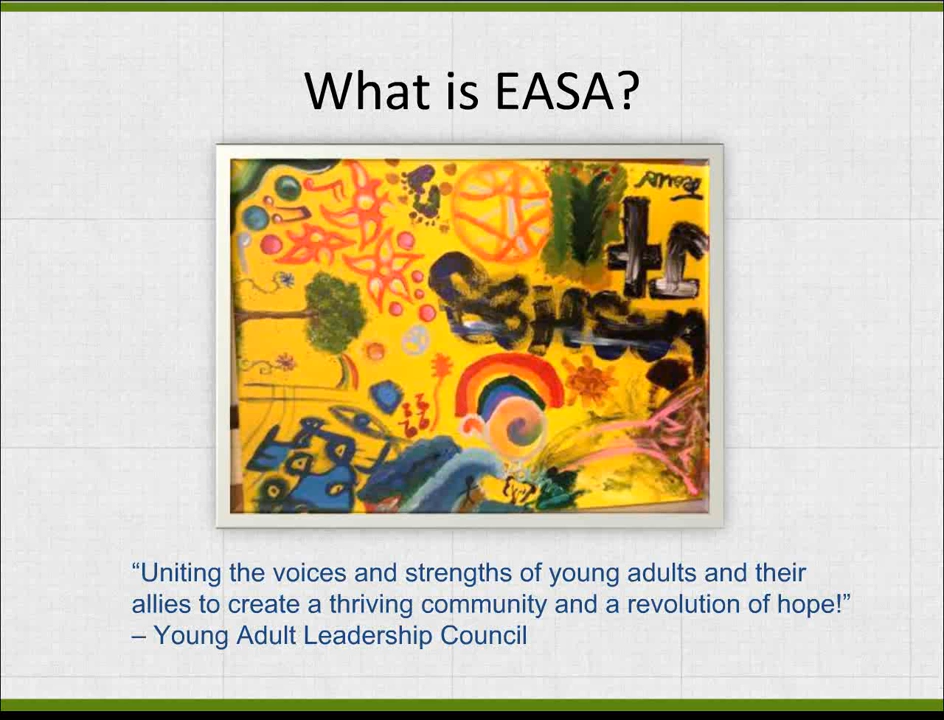 What is EASA?
“Uniting the voices and strengths of young adults and their
allies to create a thriving community and a revolution of hope!”
– Young Adult Leadership Council